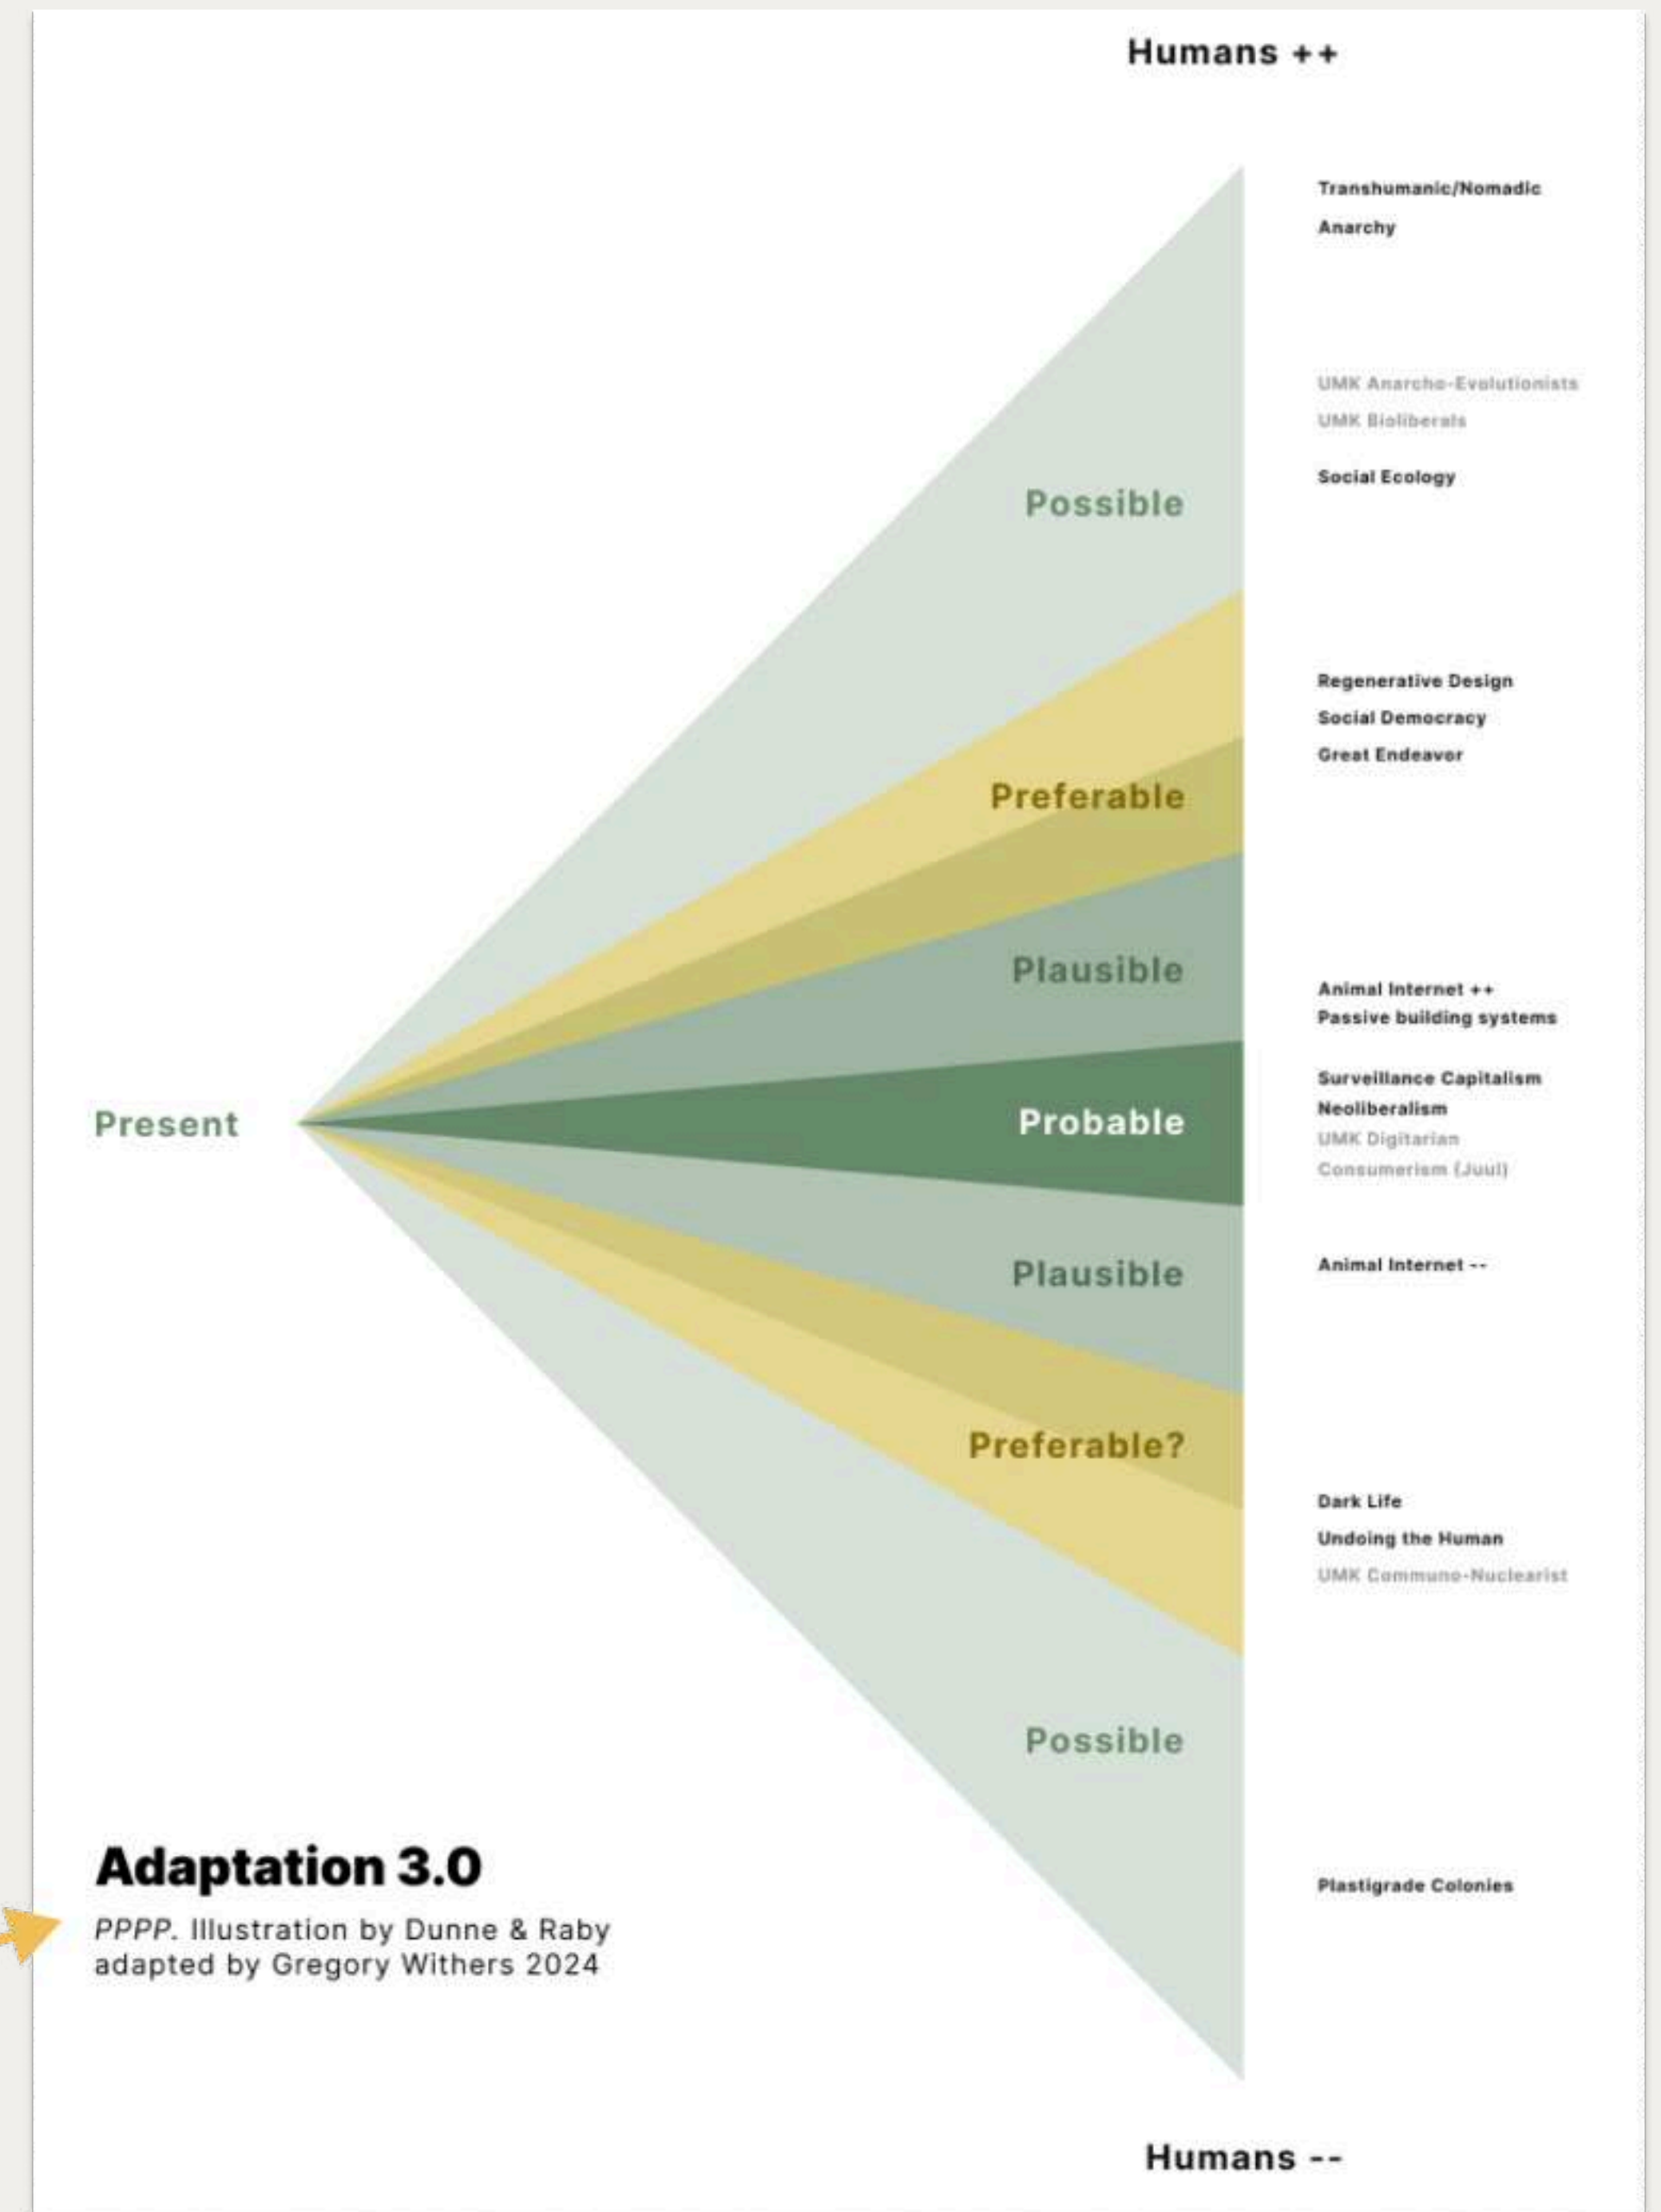 Humans ++
Transhumanic/Nomadic
Anarchy
UMK Anarcho-Evolutionists
UMK Bioliberals
Social Ecology
Possible
Regenerative Design
Social Democracy
Great Endeavor
Preferable
Plausible
Animal Internet ++
Passive building systems
Surveillance Capitalism
Neoliberalism
UMK Digitarian
Consumerism (Juul)
Present
Probable
Plausible
Animal Internet --
Preferable?
Dark Life
Undoing the Human
UMK Communo-Nuclearist
Possible
Plastigrade Colonies
Adaptation 3.0
PPPP. Illustration by Dunne & Raby
adapted by Gregory Withers 2024
Humans --